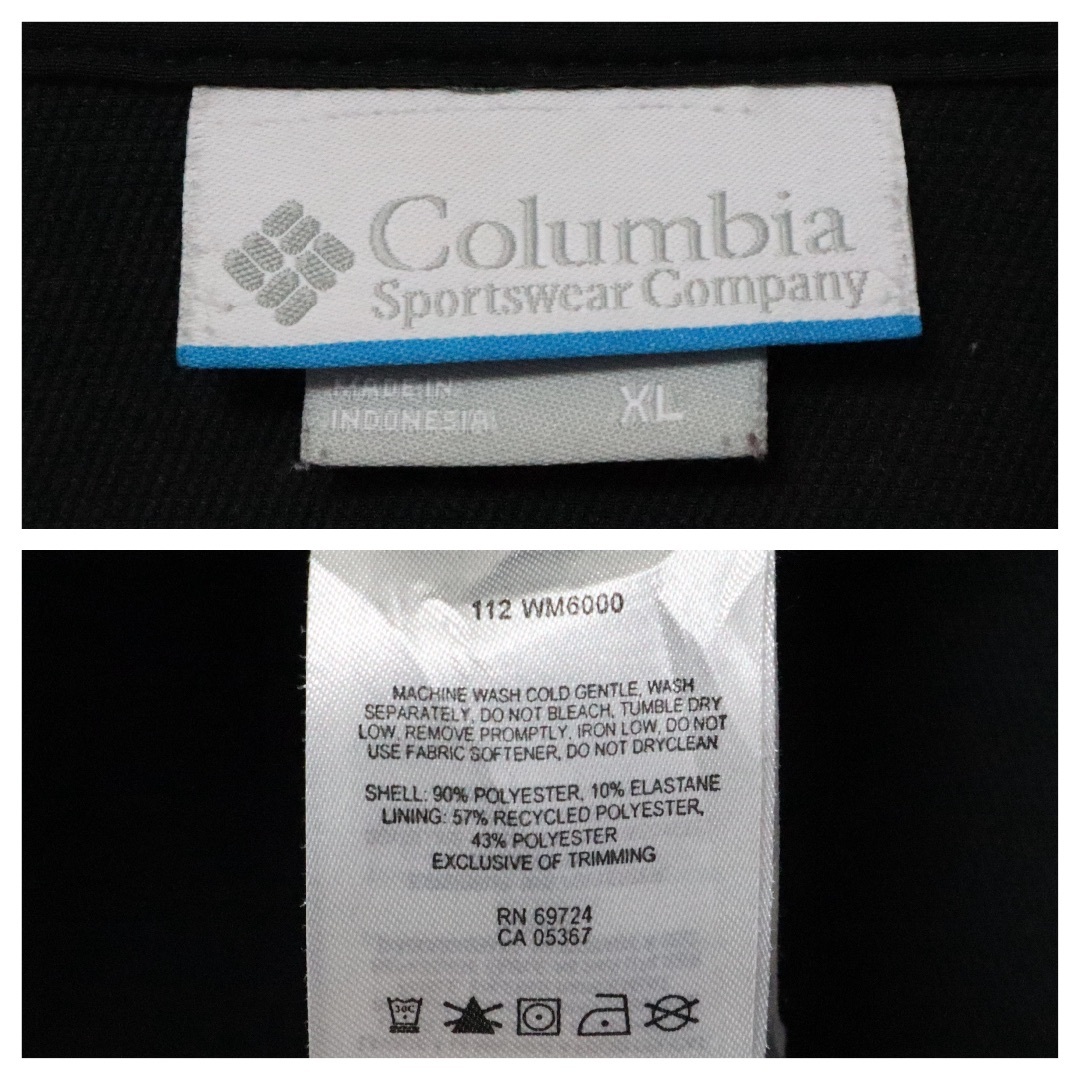 Columbia
Sportswear Company
MADE IN
INDONESIA
XL
112 WM6000
MACHINE WASH COLD GENTLE, WASH
SEPARATELY, DO NOT BLEACH, TUMBLE DRY
LOW, REMOVE PROMPTLY, IRON LOW, DO NOT
USE FABRIC SOFTENER, DO NOT DRYCLEAN
SHELL: 90% POLYESTER, 10% ELASTANE
LINING: 57% RECYCLED POLYESTER,
43% POLYESTER
EXCLUSIVE OF TRIMMING
RN 69724
CA 05367
30C